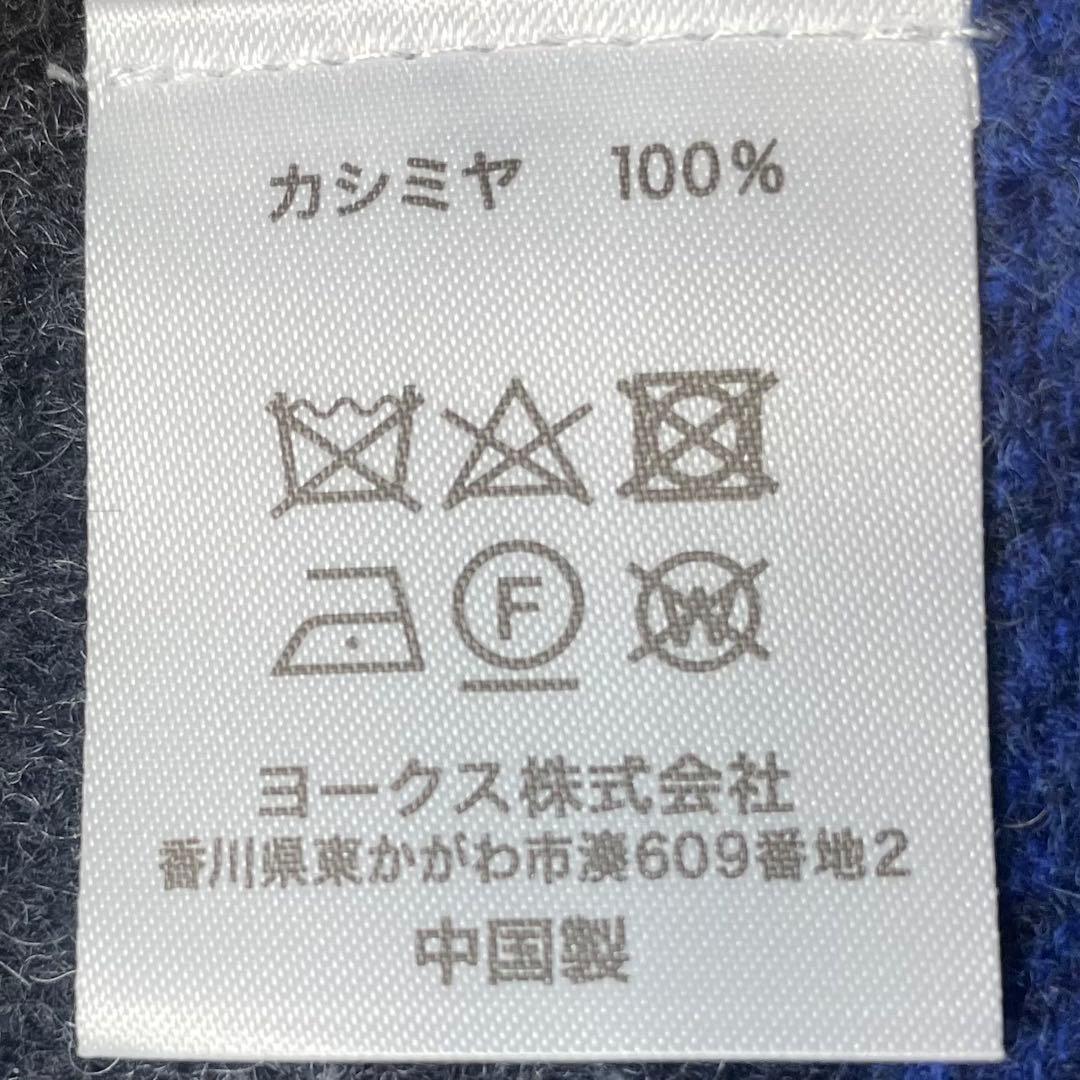 カシミヤ 100%
F W
ヨークス株式会社
香川県東かがわ市湊609番地2
中国製